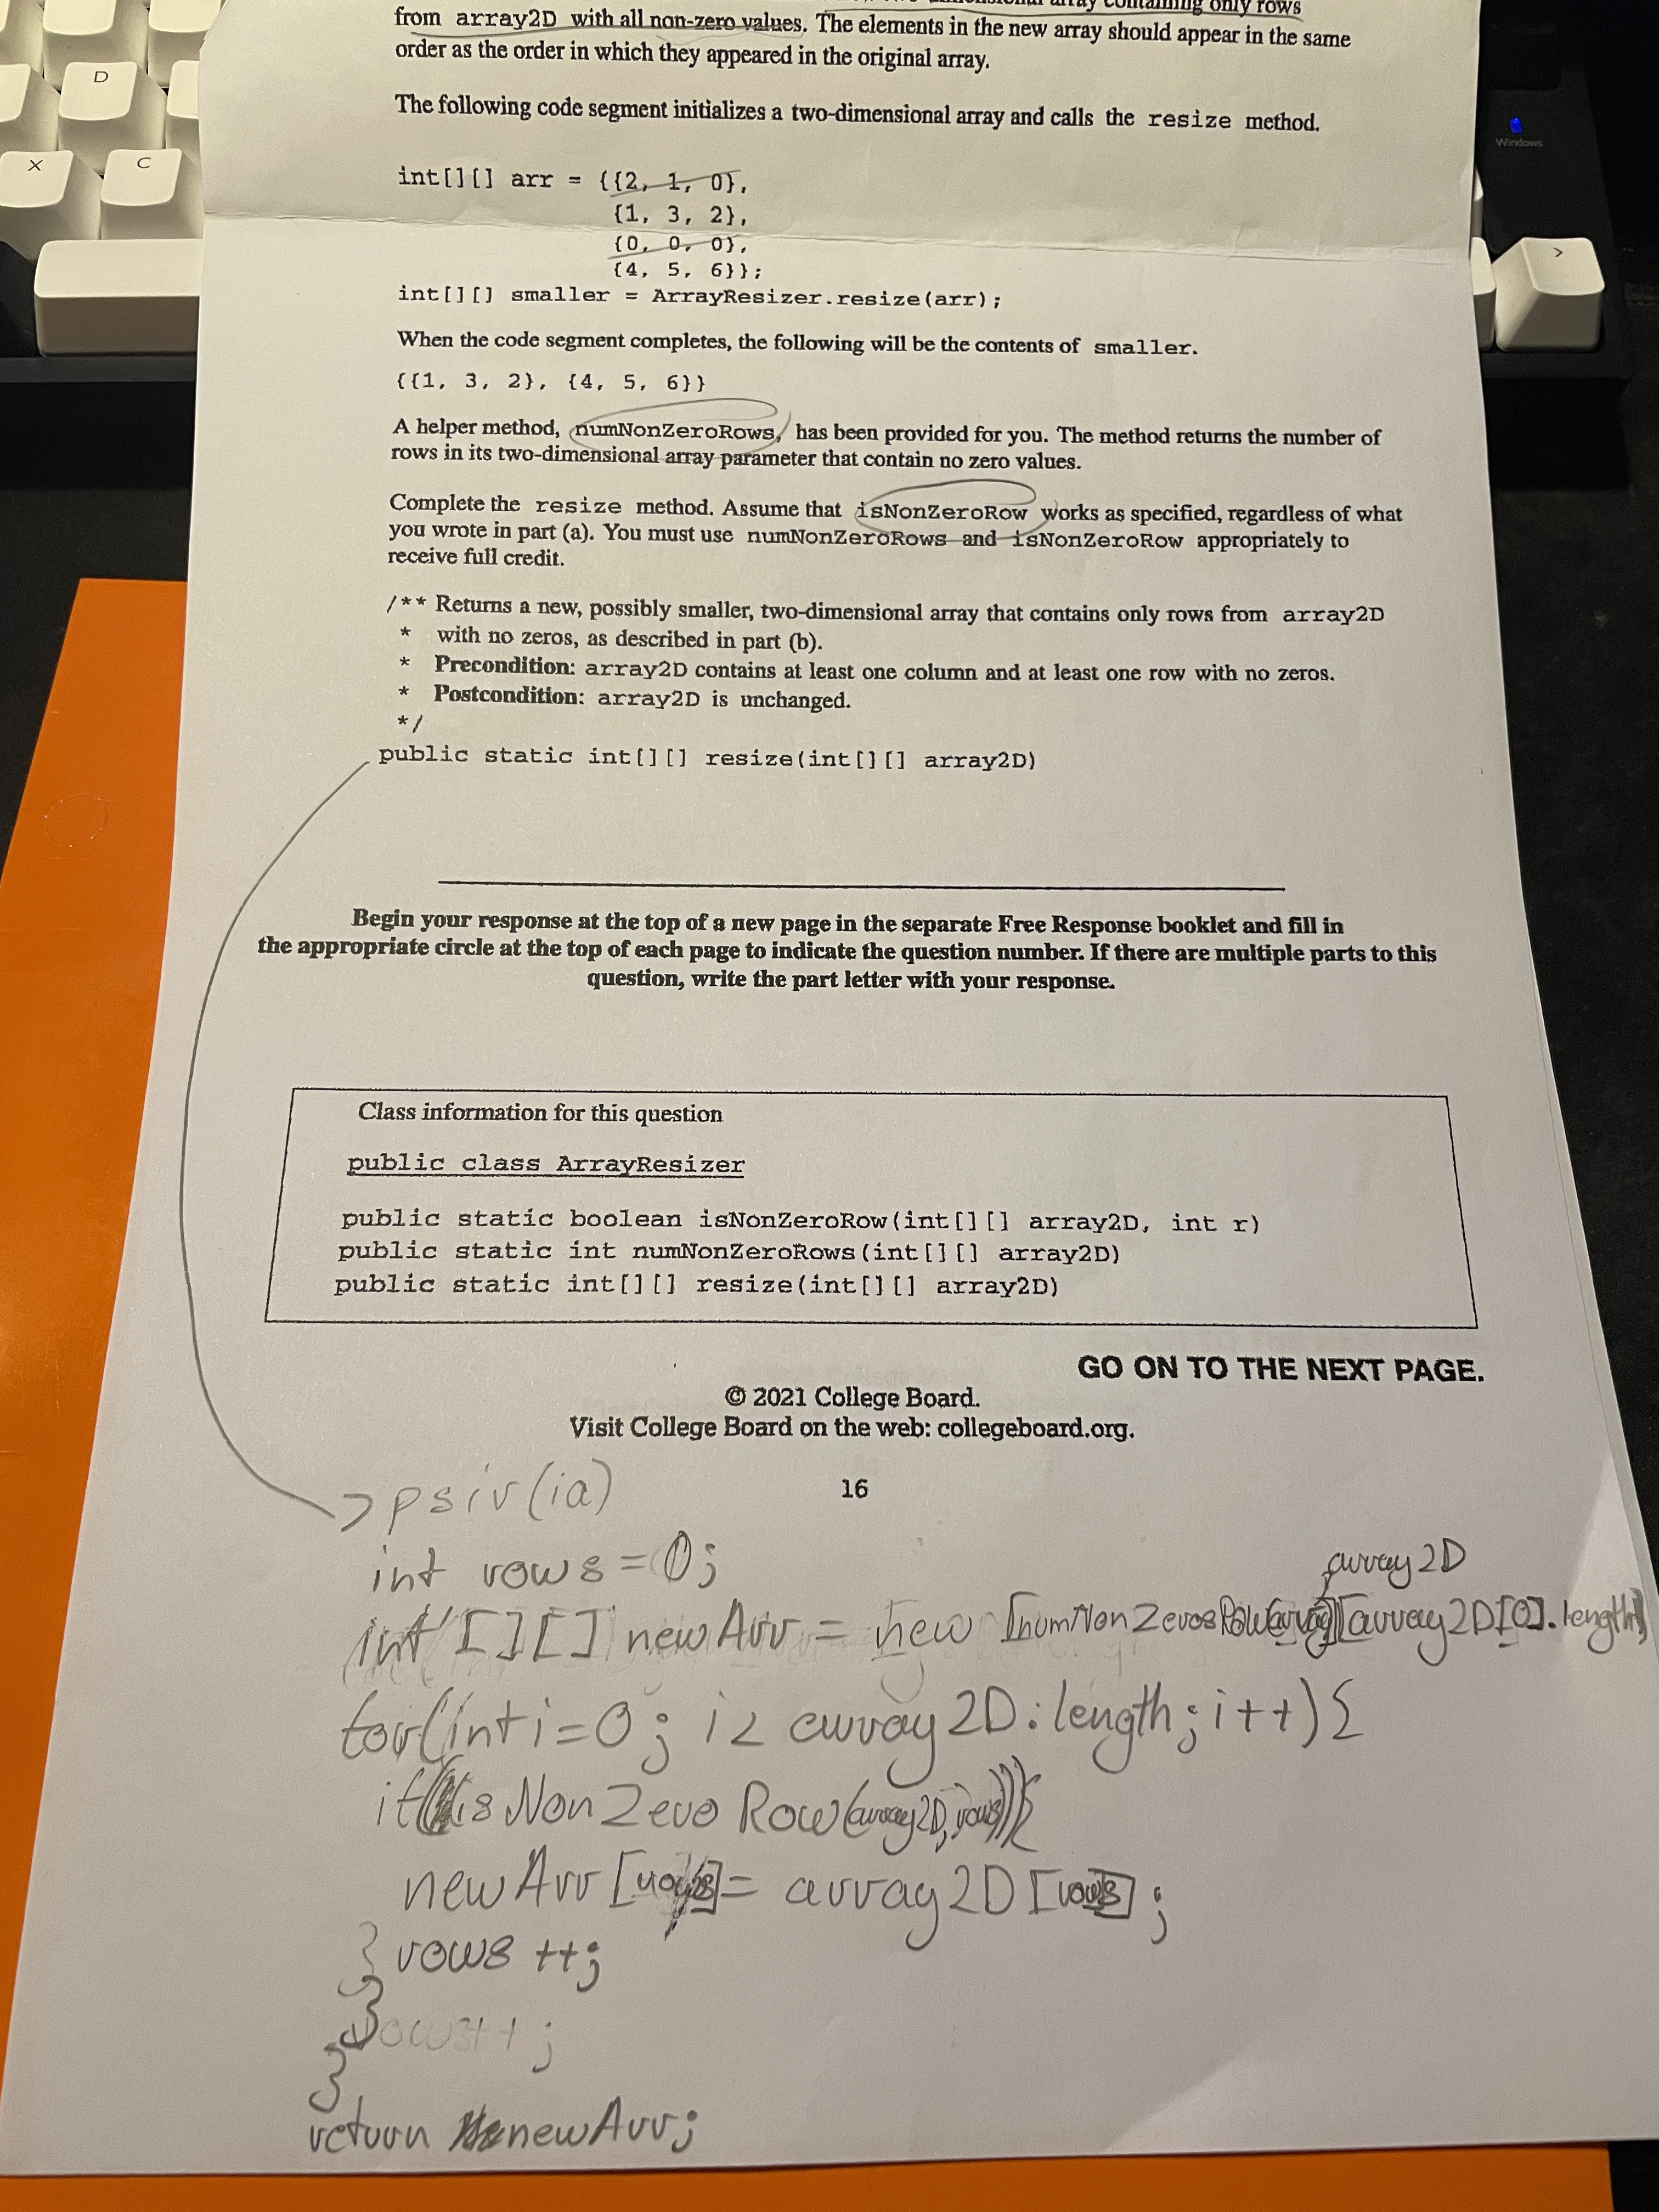 D
X
C
>
Windows
containing only rows
from array2D with all non-zero values. The elements in the new array should appear in the same
order as the order in which they appeared in the original array.
The following code segment initializes a two-dimensional array and calls the resize method.
int[][] arr = {{2, 1, 0},
{1, 3, 2},
{0, 0, 0},
{4, 5, 6}};
int[][] smaller = ArrayResizer.resize(arr);
When the code segment completes, the following will be the contents of smaller.
{{1, 3, 2}, {4, 5, 6}}
A helper method, numNonZeroRows, has been provided for you. The method returns the number of
rows in its two-dimensional array parameter that contain no zero values.
Complete the resize method. Assume that isNonZeroRow works as specified, regardless of what
you wrote in part (a). You must use numNonZeroRows and isNonZeroRow appropriately to
receive full credit.
/** Returns a new, possibly smaller, two-dimensional array that contains only rows from array2D
* with no zeros, as described in part (b).
* Precondition: array2D contains at least one column and at least one row with no zeros.
* Postcondition: array2D is unchanged.
*/
public static int[][] resize(int[][] array2D)
Begin your response at the top of a new page in the separate Free Response booklet and fill in
the appropriate circle at the top of each page to indicate the question number. If there are multiple parts to this
question, write the part letter with your response.
Class information for this question
public class ArrayResizer
public static boolean isNonZeroRow(int[][] array2D, int r)
public static int numNonZeroRows(int[][] array2D)
public static int[][] resize(int[][] array2D)
GO ON TO THE NEXT PAGE.
© 2021 College Board.
Visit College Board on the web: collegeboard.org.
16
psiv(ia)
int rows = 0;
array2D
int [][] newArr = new [numNonZerosRow(array)][array2D[0].length]
for(int i=0; i< array2D.length; i++){
if((isNonZeroRow(array2D, rows))){
newArr [rows] = array2D [rows];
} rows ++;
}
rows++;
}
return newArr;